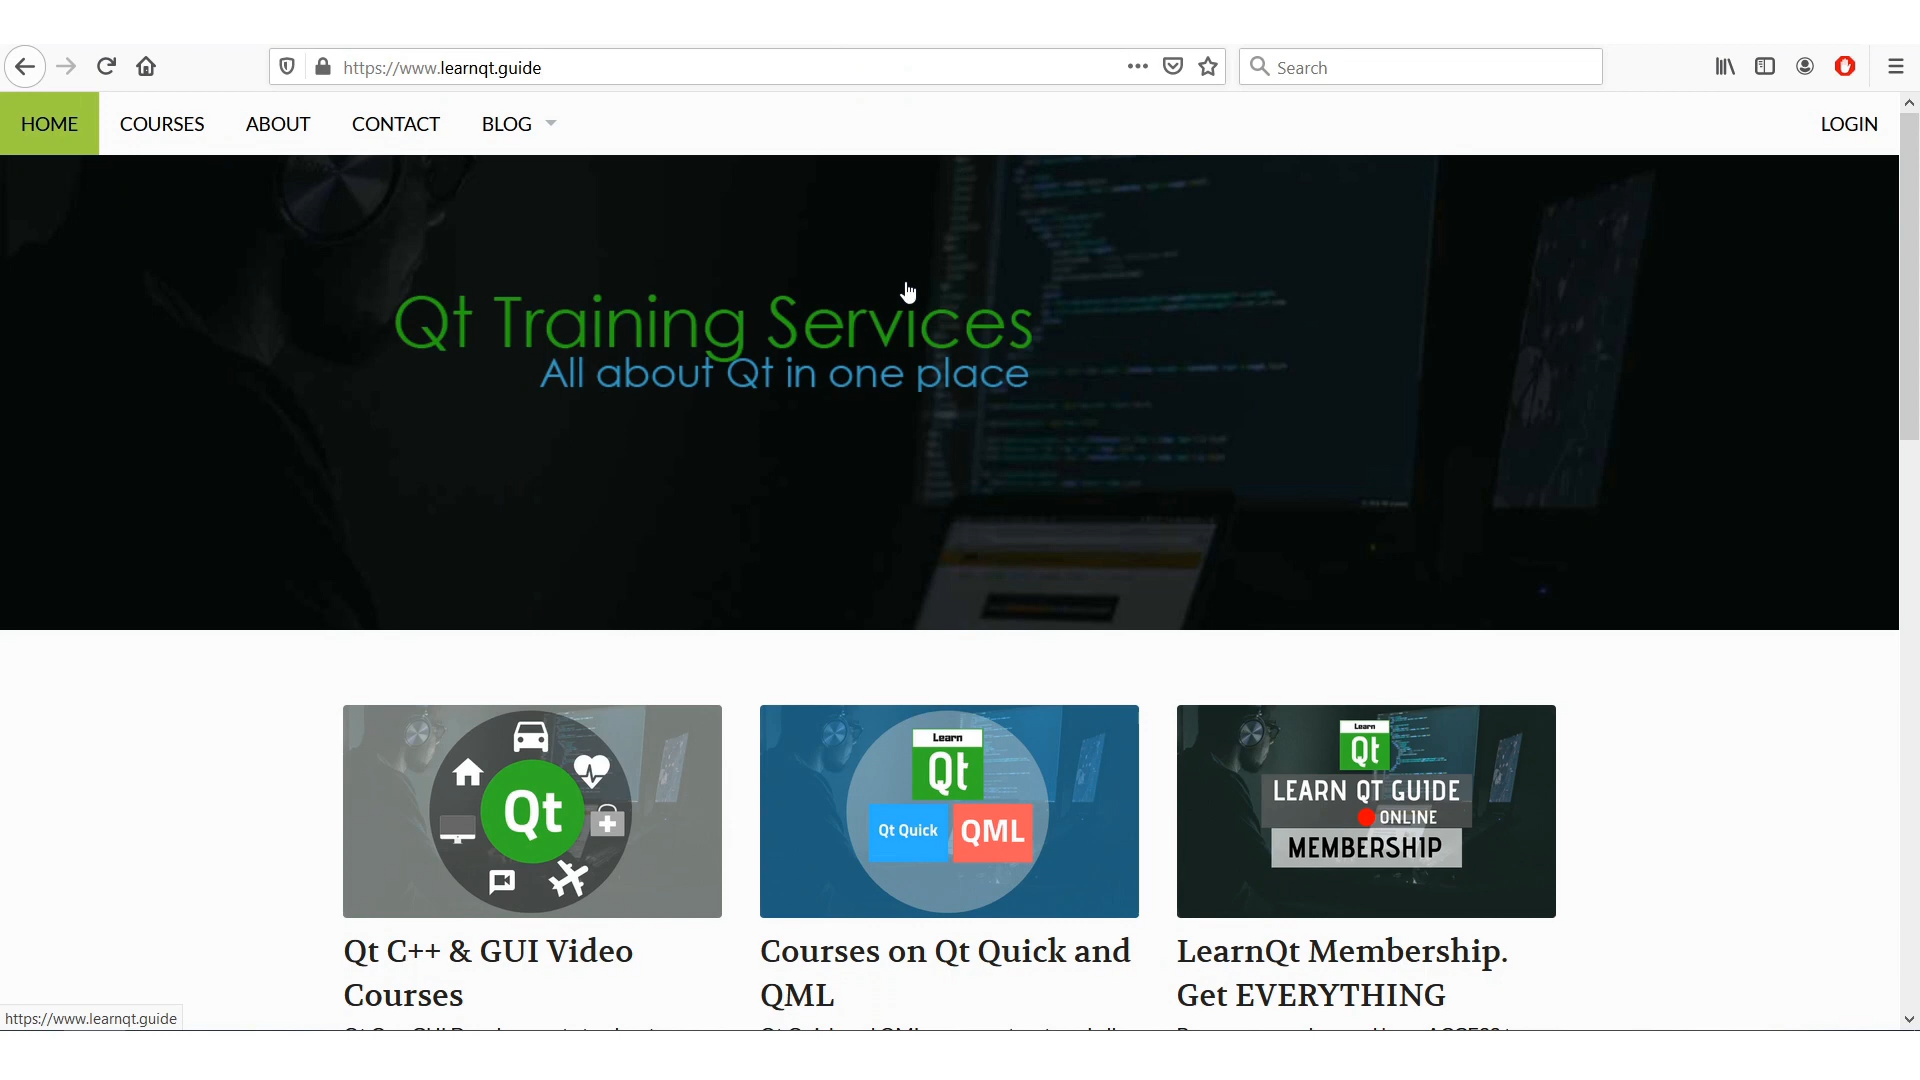 https://www.learnqt.guide
Search
HOME COURSES ABOUT CONTACT BLOG LOGIN
Qt Training Services
All about Qt in one place
Qt
Learn
Qt
Qt Quick QML
Learn
Qt
LEARN QT GUIDE
ONLINE
MEMBERSHIP
Qt C++ & GUI Video
Courses
Courses on Qt Quick and
QML
LearnQt Membership.
Get EVERYTHING
https://www.learnqt.guide